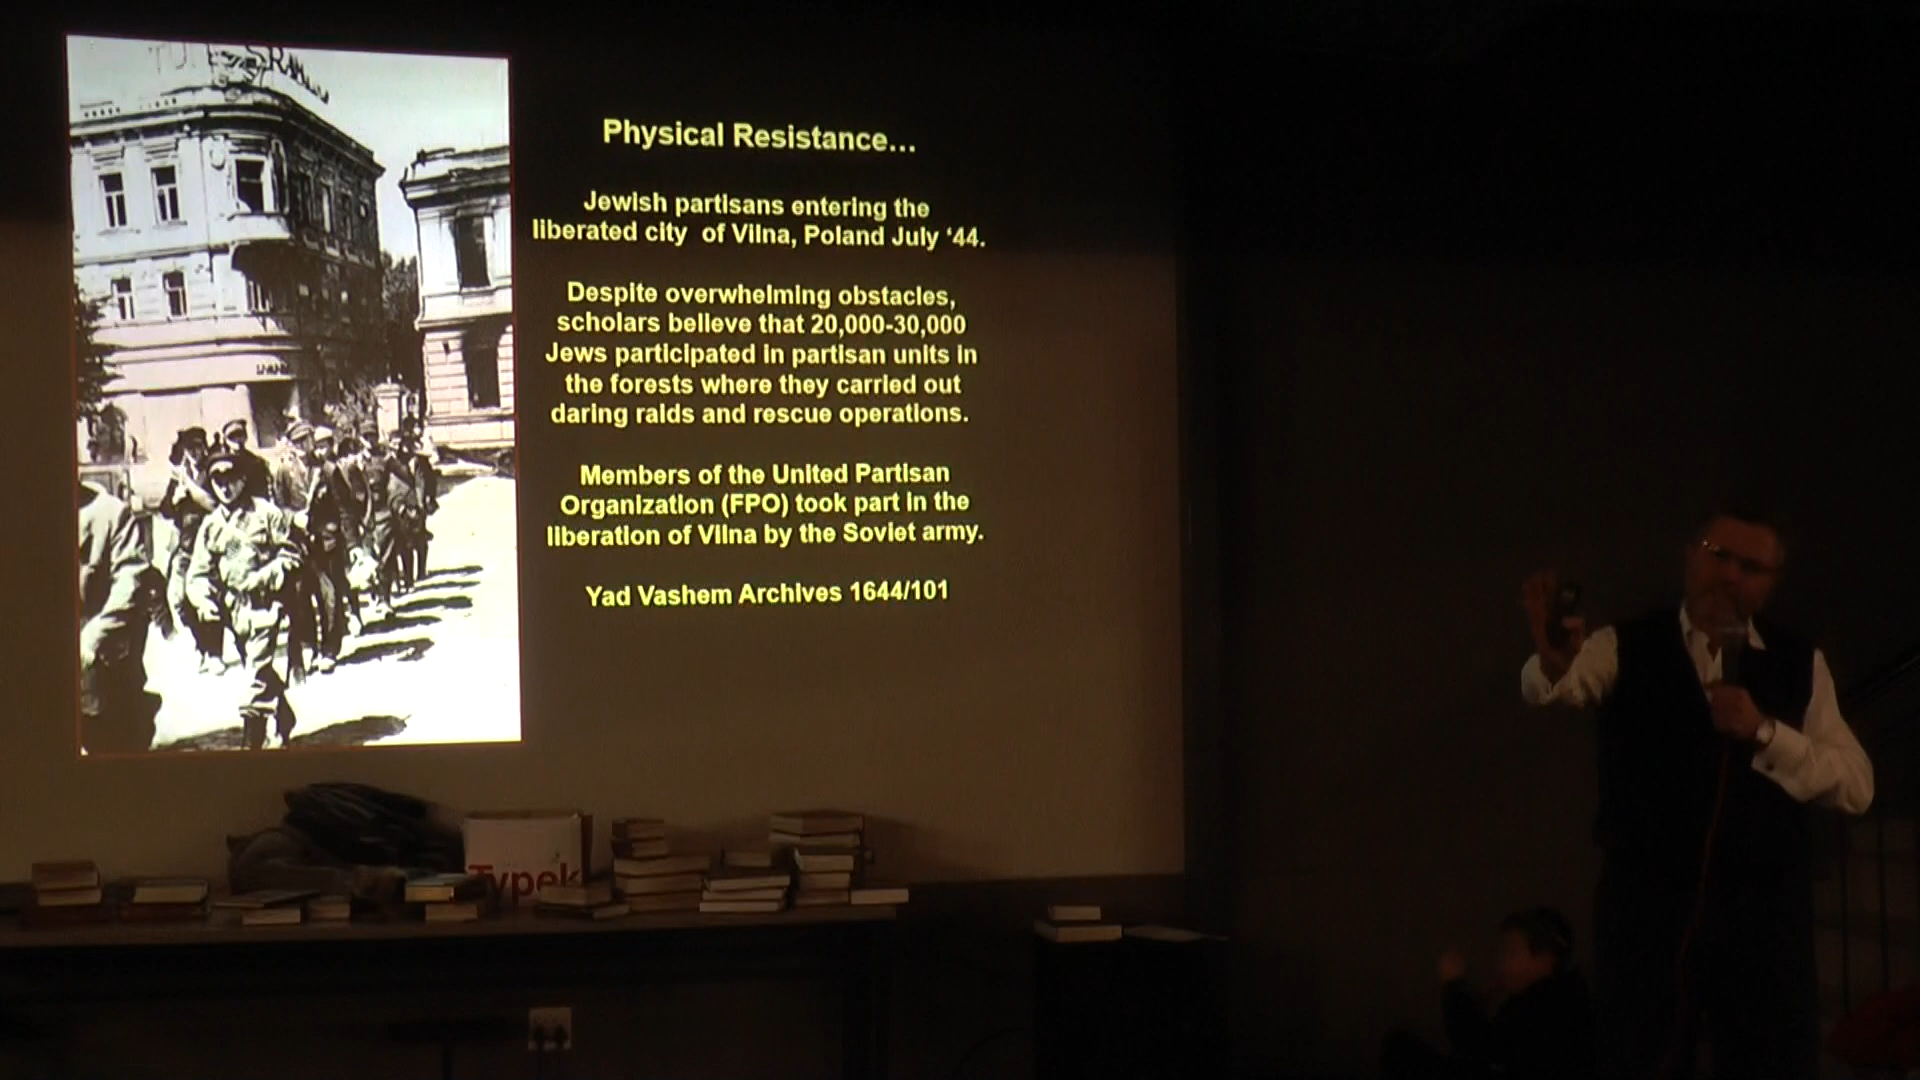 Physical Resistance...
Jewish partisans entering the
liberated city of Vilna, Poland July ‘44.
Despite overwhelming obstacles,
scholars believe that 20,000-30,000
Jews participated in partisan units in
the forests where they carried out
daring raids and rescue operations.
Members of the United Partisan
Organization (FPO) took part in the
liberation of Vilna by the Soviet army.
Yad Vashem Archives 1644/101
Typek